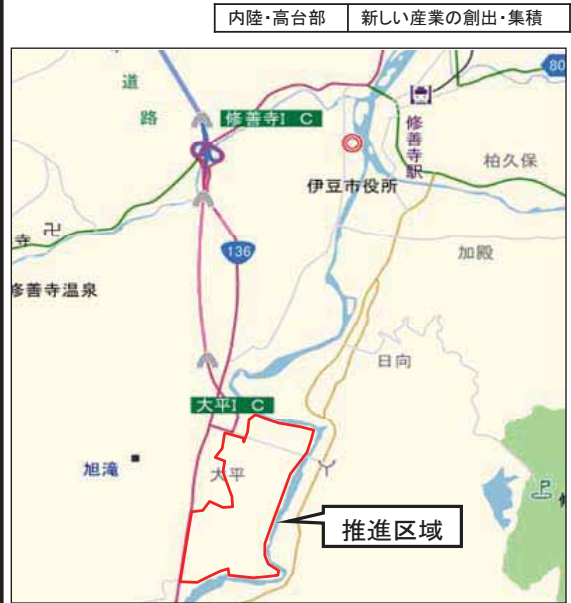 内陸・高台部 新しい産業の創出・集積
道
路
80
修善寺I C
修善寺駅
伊豆市役所
柏久保
寺
136
加殿
修善寺温泉
日向
大平I C
旭滝
大平
推進区域